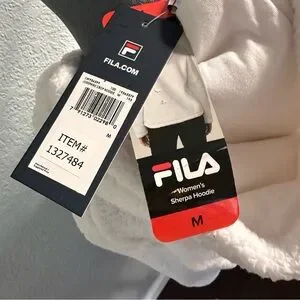 FILA.COM
M
ITEM#
1327484
FILA
Women's
Sherpa Hoodie
M